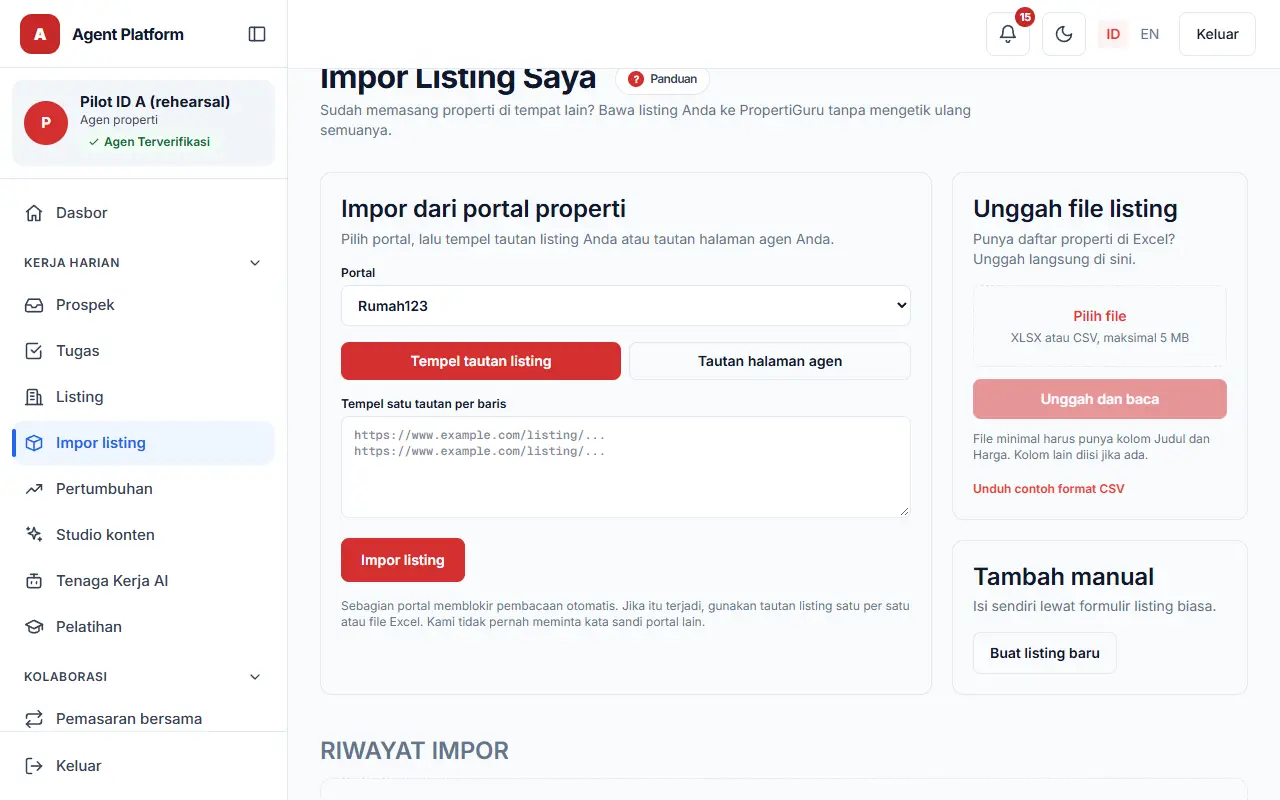 A
Agent Platform
15
ID
EN
Keluar
P
Pilot ID A (rehearsal)
Agen properti
Agen Terverifikasi
Dasbor
KERJA HARIAN
Prospek
Tugas
Listing
Impor listing
Pertumbuhan
Studio konten
Tenaga Kerja AI
Pelatihan
KOLABORASI
Pemasaran bersama
Keluar
Impor Listing Saya
? Panduan
Sudah memasang properti di tempat lain? Bawa listing Anda ke PropertiGuru tanpa mengetik ulang
semuanya.
Impor dari portal properti
Pilih portal, lalu tempel tautan listing Anda atau tautan halaman agen Anda.
Portal
Rumah123
Tempel tautan listing
Tautan halaman agen
Tempel satu tautan per baris
https://www.example.com/listing/...
https://www.example.com/listing/...
Impor listing
Sebagian portal memblokir pembacaan otomatis. Jika itu terjadi, gunakan tautan listing satu per satu
atau file Excel. Kami tidak pernah meminta kata sandi portal lain.
Unggah file listing
Punya daftar properti di Excel?
Unggah langsung di sini.
Pilih file
XLSX atau CSV, maksimal 5 MB
Unggah dan baca
File minimal harus punya kolom Judul dan
Harga. Kolom lain diisi jika ada.
Unduh contoh format CSV
Tambah manual
Isi sendiri lewat formulir listing biasa.
Buat listing baru
RIWAYAT IMPOR